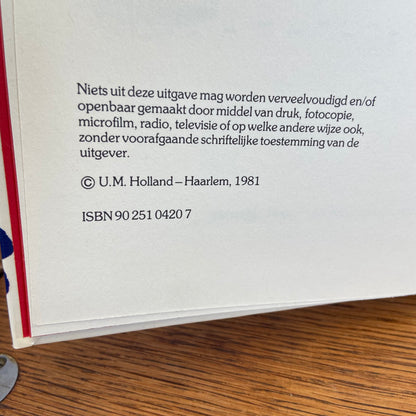 Niets uit deze uitgave mag worden verveelvoudigd en/of
openbaar gemaakt door middel van druk, fotocopie,
microfilm, radio, televisie of op welke andere wijze ook,
zonder voorafgaande schriftelijke toestemming van de
uitgever.
© U.M. Holland – Haarlem, 1981
ISBN 90 251 0420 7